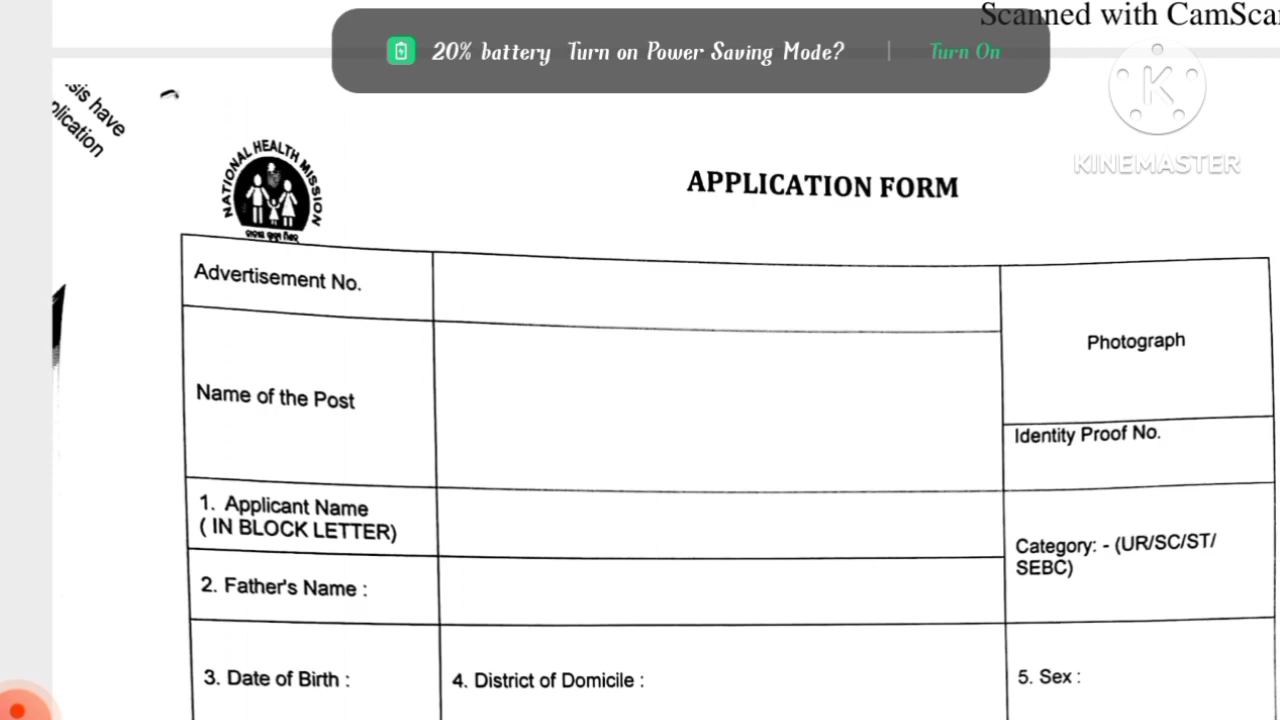 Scanned with CamScan
20% battery Turn on Power Saving Mode? | Turn On
KINEMASTER
have
plication
NATIONAL HEALTH MISSION
APPLICATION FORM
Advertisement No.
Photograph
Name of the Post
Identity Proof No.
1. Applicant Name
( IN BLOCK LETTER)
Category: - (UR/SC/ST/
SEBC)
2. Father's Name :
3. Date of Birth :
4. District of Domicile :
5. Sex :